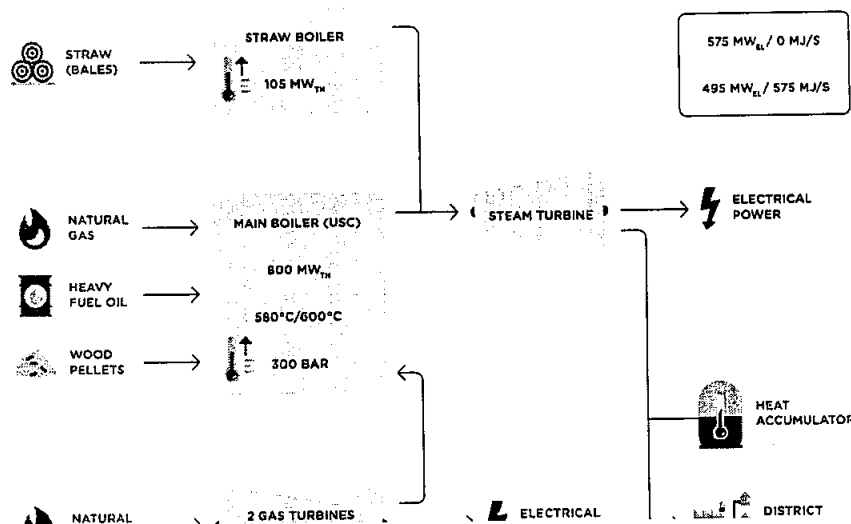 STRAW
(BALES)
STRAW BOILER
105 MW_TH
575 MW_EL / 0 MJ/S
495 MW_EL / 575 MJ/S
NATURAL
GAS
HEAVY
FUEL OIL
WOOD
PELLETS
MAIN BOILER (USC)
800 MW_TH
580°C/600°C
300 BAR
STEAM TURBINE
ELECTRICAL
POWER
HEAT
ACCUMULATOR
NATURAL
2 GAS TURBINES
ELECTRICAL
DISTRICT